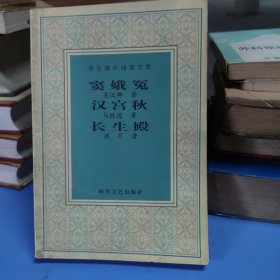 学生课外阅读文库
窦娥冤
关汉卿 著
汉宫秋
马致远 著
长生殿
洪昇 著
时代文艺出版社